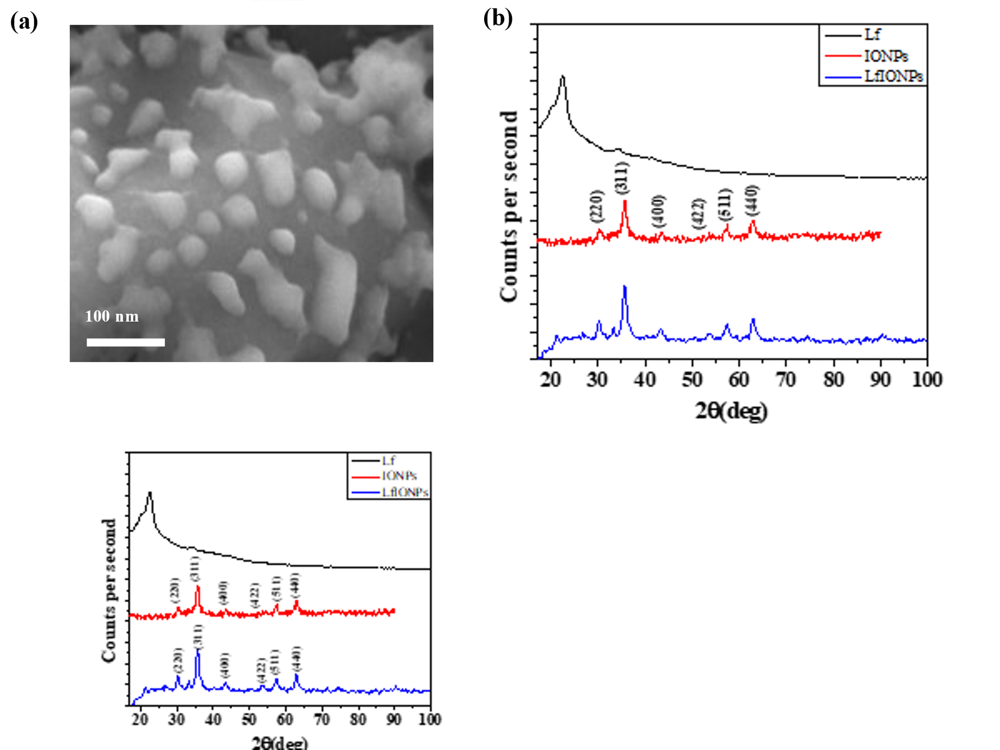 (a)
100 nm
(b)
Lf
IONPs
LfIONPs
Counts per second
(220)
(311)
(400)
(422)
(511)
(440)
20 30 40 50 60 70 80 90 100
2θ(deg)
Lf
IONPs
LfIONPs
Counts per second
(220)
(311)
(400)
(422)
(511)
(440)
(220)
(311)
(400)
(422)
(511)
(440)
20 30 40 50 60 70 80 90 100
2θ(deg)